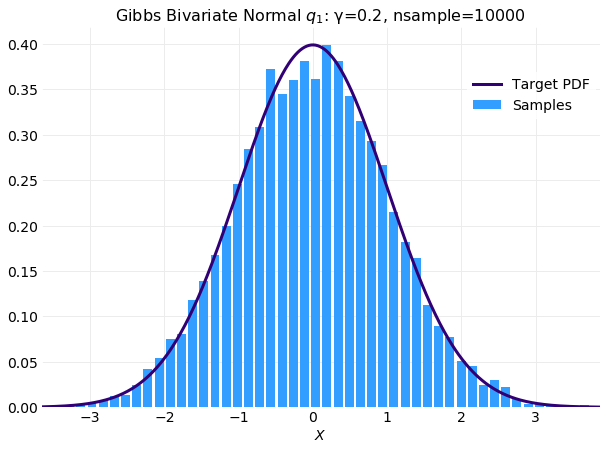 Gibbs Bivariate Normal $q_1$: γ=0.2, nsample=10000
0.40
0.35
0.30
0.25
0.20
0.15
0.10
0.05
0.00
Target PDF
Samples
−3 −2 −1 0 1 2 3
X